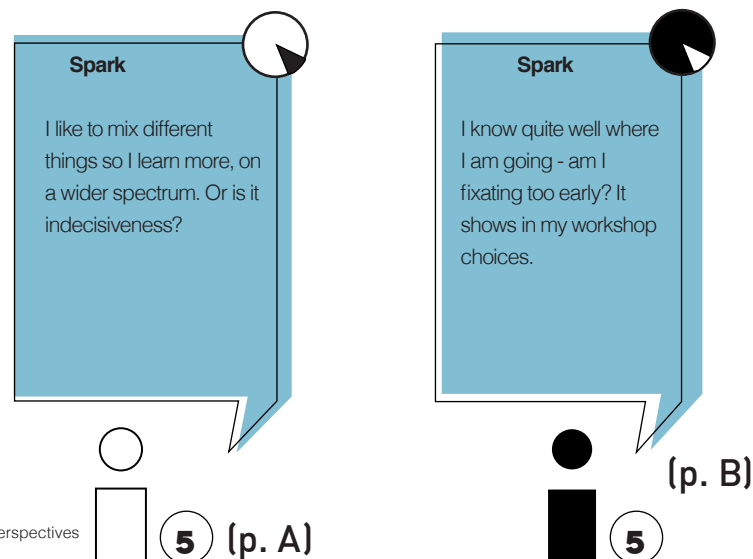 Spark
I like to mix different
things so I learn more, on
a wider spectrum. Or is it
indecisiveness?
Spark
I know quite well where
I am going - am I
fixating too early? It
shows in my workshop
choices.
erspectives
5 (p. A)
5
(p. B)